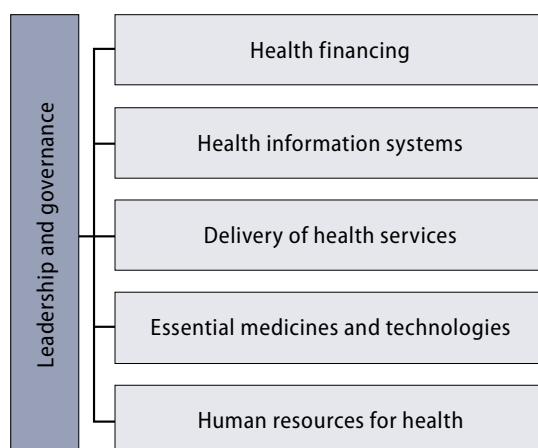 Leadership and governance
Health financing
Health information systems
Delivery of health services
Essential medicines and technologies
Human resources for health